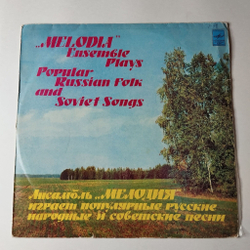 „MELODIA"
Ensemble
Plays
Popular
Russian Folk
and
Soviet Songs
Ансамбль „МЕЛОДИЯ"
играет популярные русские
народные и советские песни